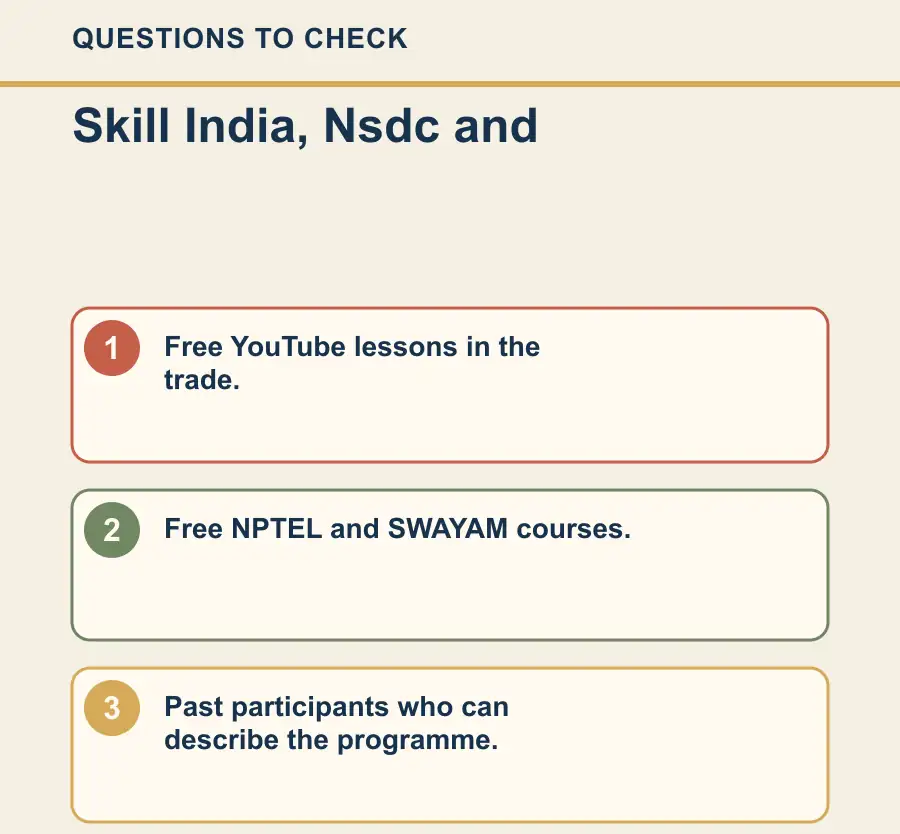 QUESTIONS TO CHECK
Skill India, Nsdc and
1
Free YouTube lessons in the
trade.
2
Free NPTEL and SWAYAM courses.
3
Past participants who can
describe the programme.